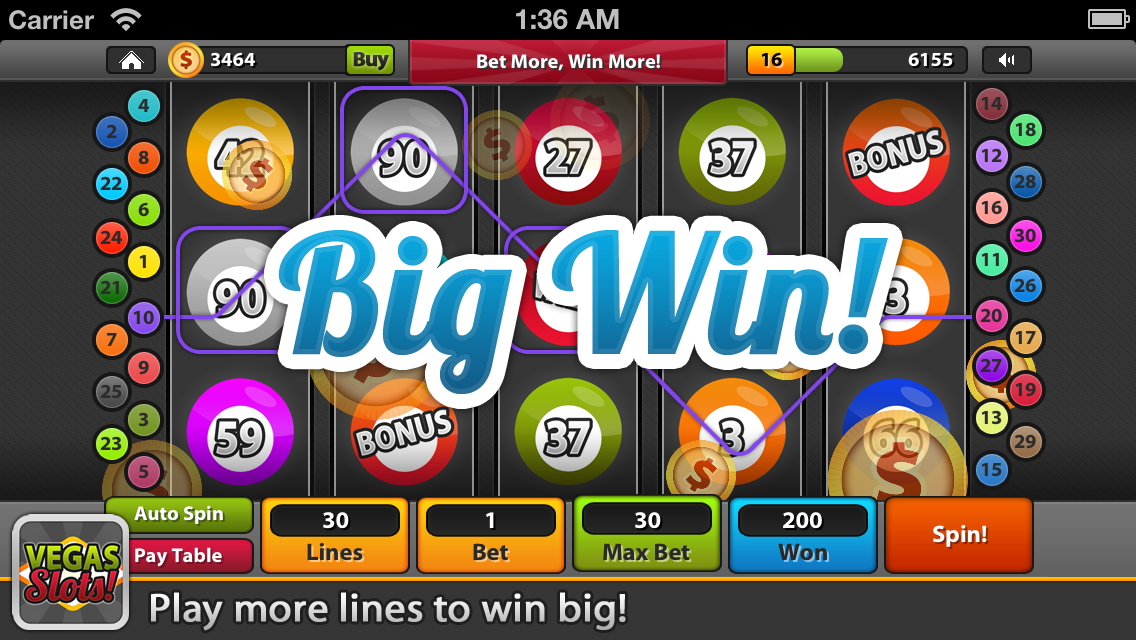 Carrier 1:36 AM
$ 3464 Buy
Bet More, Win More!
16 6155
4 14
2 18
8 12
22 28
6 16
24 30
1 11
21 26
10 20
7 17
9 27
25 19
3 13
23 29
5 15
90 27 37 BONUS
90 3
Big Win!
59 BONUS 37 3 66
$ $ $ $
Auto Spin
Pay Table
30 1 30 200
Lines Bet Max Bet Won
Spin!
VEGAS
Slots!
Play more lines to win big!